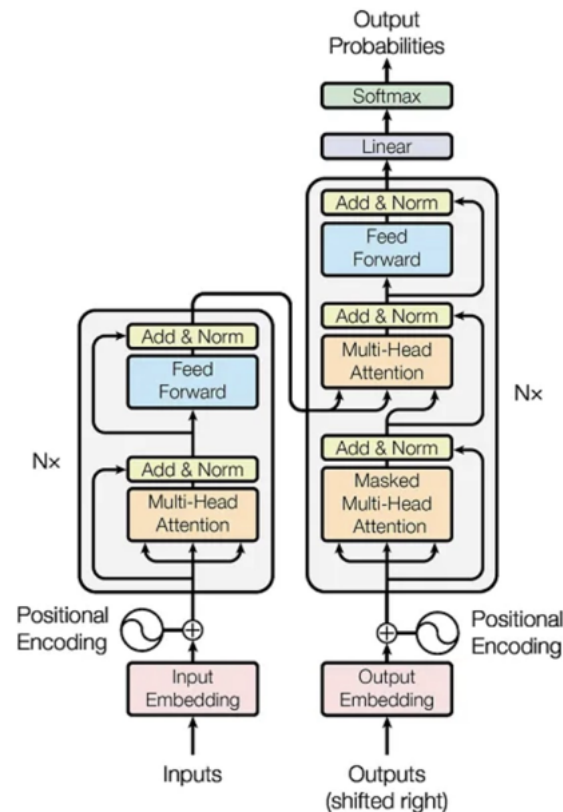 Output
Probabilities
Softmax
Linear
Add & Norm
Feed
Forward
Add & Norm
Multi-Head
Attention
Add & Norm
Masked
Multi-Head
Attention
Nx
Add & Norm
Feed
Forward
Add & Norm
Multi-Head
Attention
Nx
Positional
Encoding
Positional
Encoding
Input
Embedding
Output
Embedding
Inputs
Outputs
(shifted right)